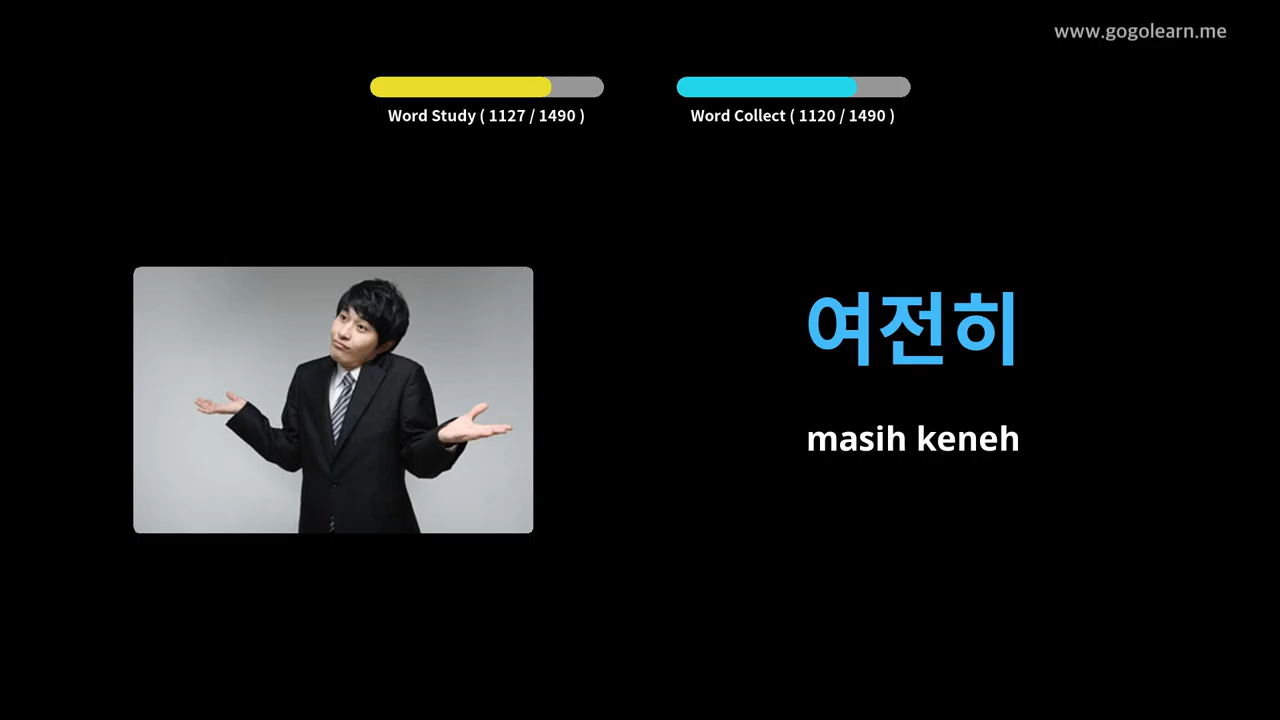 www.gogolearn.me
Word Study ( 1127 / 1490 )
Word Collect ( 1120 / 1490 )
여전히
masih keneh